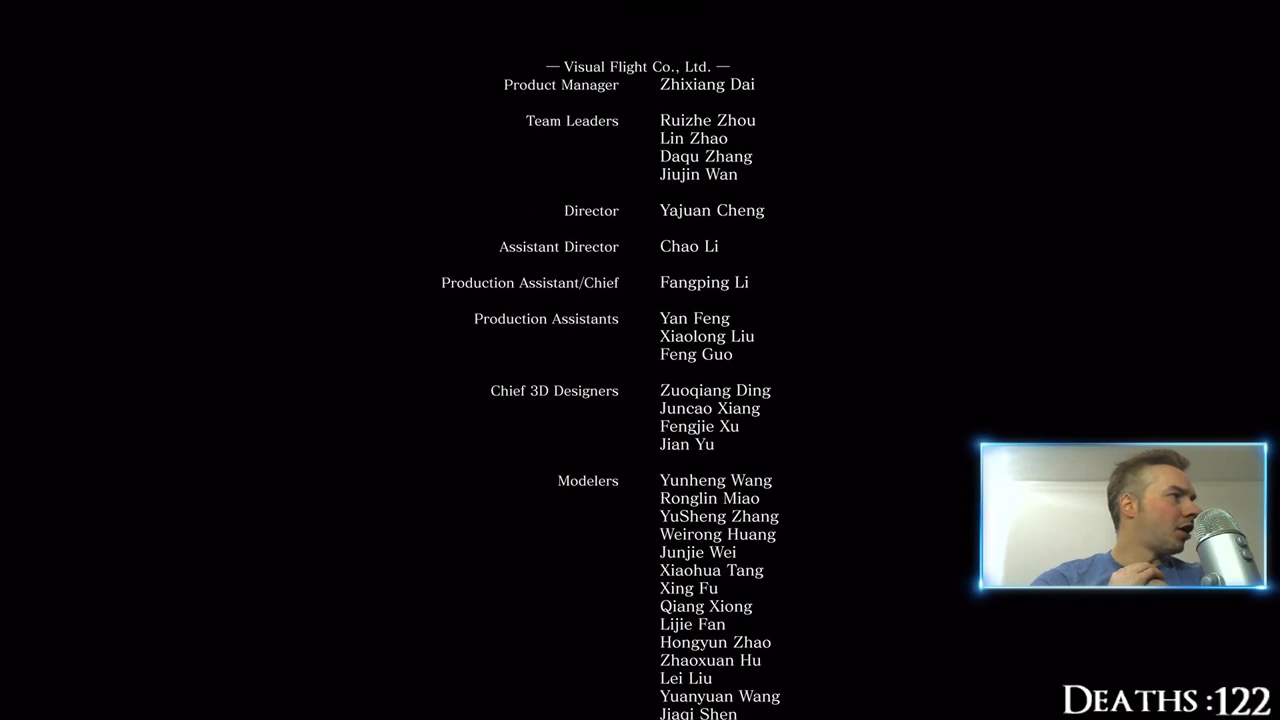 — Visual Flight Co., Ltd. —
Product Manager Zhixiang Dai
Team Leaders Ruizhe Zhou
Lin Zhao
Daqu Zhang
Jiujin Wan
Director Yajuan Cheng
Assistant Director Chao Li
Production Assistant/Chief Fangping Li
Production Assistants Yan Feng
Xiaolong Liu
Feng Guo
Chief 3D Designers Zuoqiang Ding
Juncao Xiang
Fengjie Xu
Jian Yu
Modelers Yunheng Wang
Ronglin Miao
YuSheng Zhang
Weirong Huang
Junjie Wei
Xiaohua Tang
Xing Fu
Qiang Xiong
Lijie Fan
Hongyun Zhao
Zhaoxuan Hu
Lei Liu
Yuanyuan Wang
Jiaqi Shen
Deaths :122